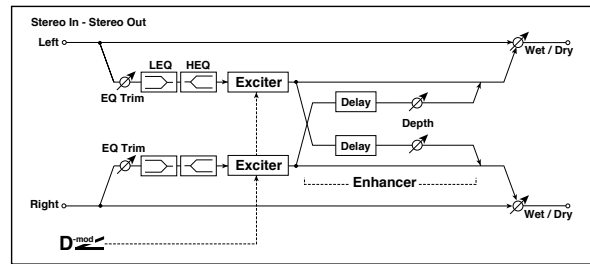 Stereo In - Stereo Out
Left
Wet / Dry
LEQ HEQ
EQ Trim
Exciter
Delay
Depth
EQ Trim
Delay
Exciter
Enhancer
Right
Wet / Dry
D-mod